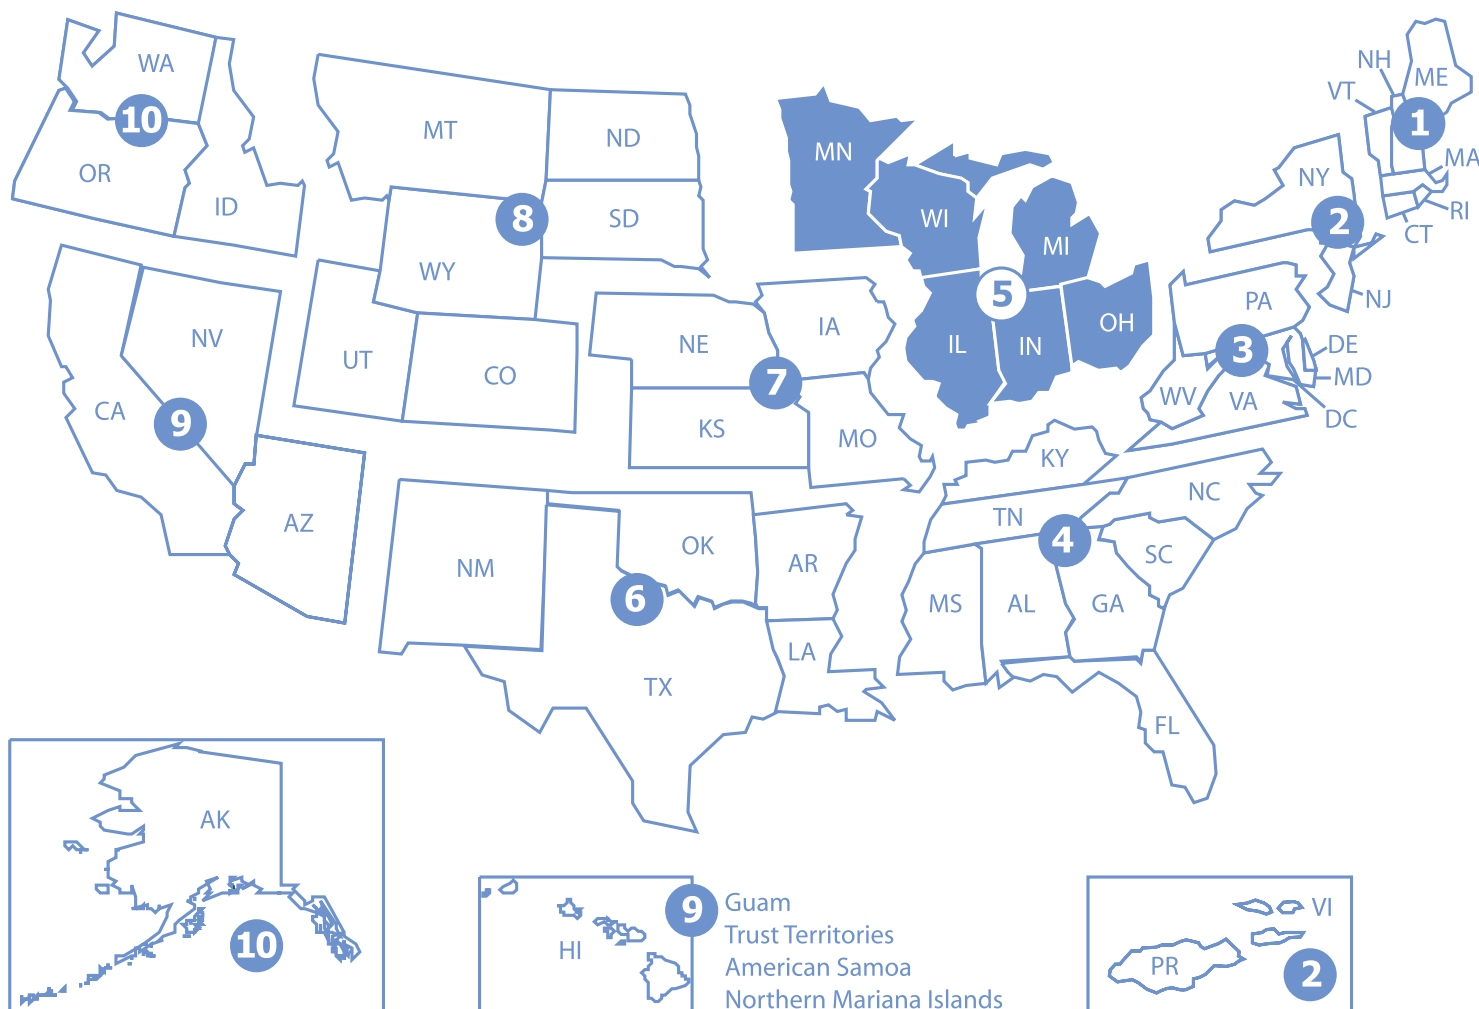 WA
10
OR
ID
MT
ND
8
SD
WY
MN
WI
MI
5
IL
IN
OH
NH
ME
VT
1
MA
NY
2
RI
CT
NJ
PA
3
DE
MD
WV
VA
DC
NV
UT
CO
CA
9
AZ
NE
IA
7
KS
MO
KY
NC
TN
4
SC
NM
OK
AR
6
MS
AL
GA
LA
TX
FL
AK
10
HI
9
Guam
Trust Territories
American Samoa
Northern Mariana Islands
VI
PR
2